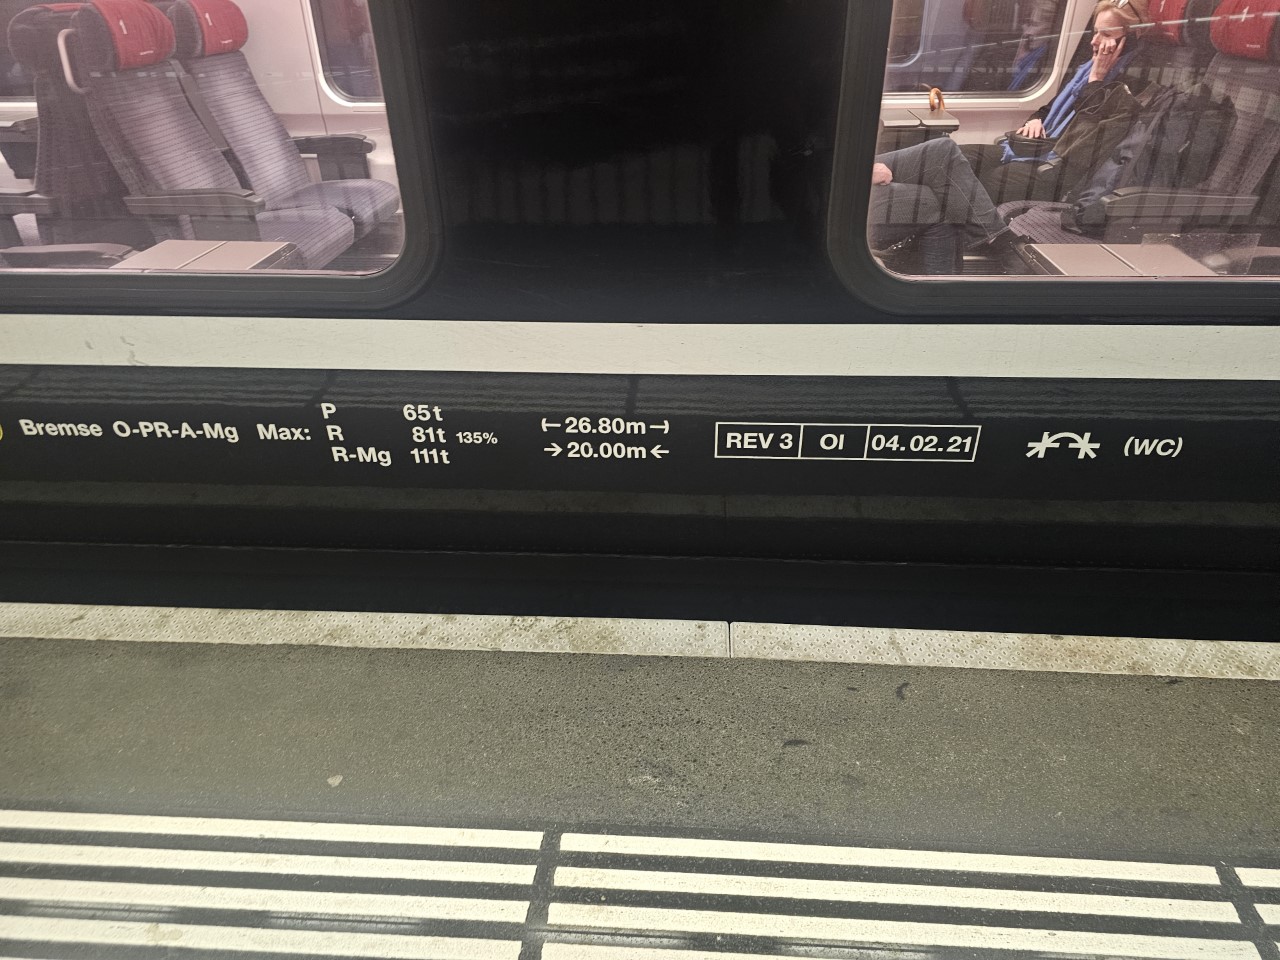 Bremse O-PR-A-Mg Max:
P 65t
R 81t 135%
R-Mg 111t
26.80m
20.00m
REV 3 OI 04.02.21
(WC)